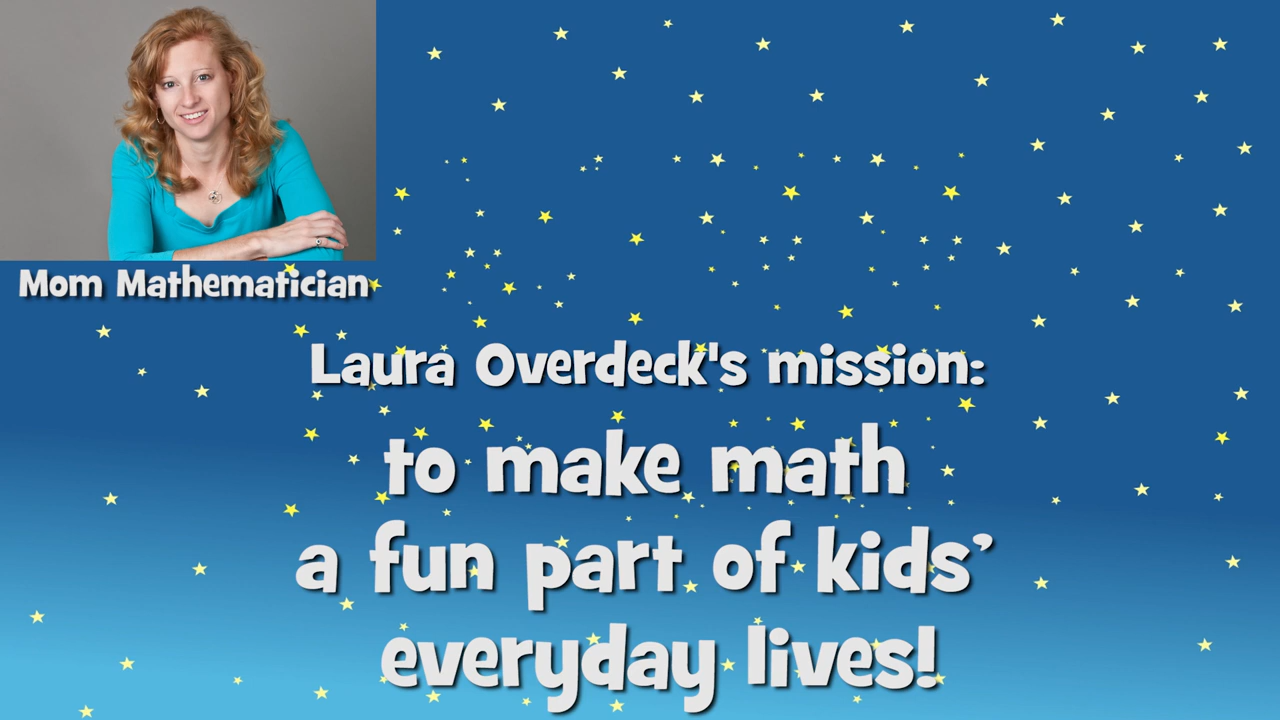 Mom Mathematician
Laura Overdeck's mission:
to make math
a fun part of kids’
everyday lives!